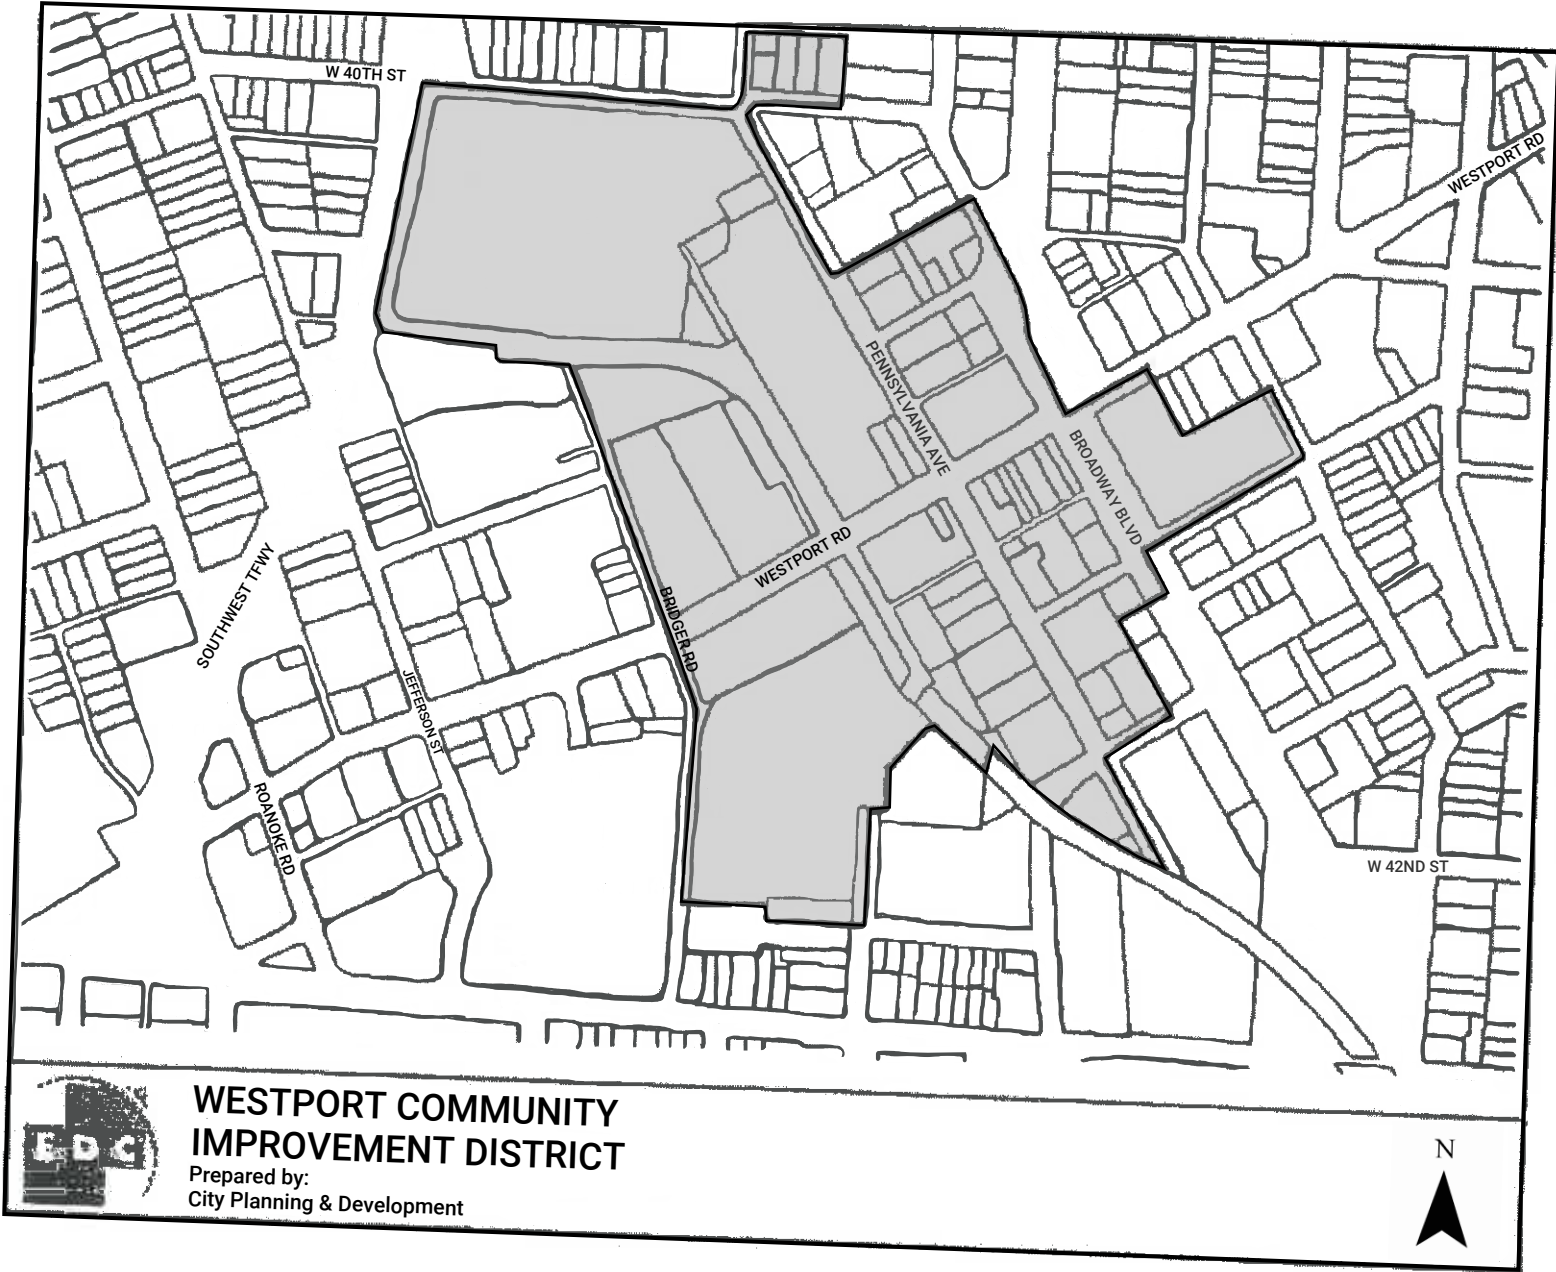 W 40TH ST
WESTPORT RD
PENNSYLVANIA AVE
BROADWAY BLVD
WESTPORT RD
SOUTHWEST TFWY
BRIDGER RD
JEFFERSON ST
ROANOKE RD
W 42ND ST
EDC
WESTPORT COMMUNITY
IMPROVEMENT DISTRICT
Prepared by:
City Planning & Development
N